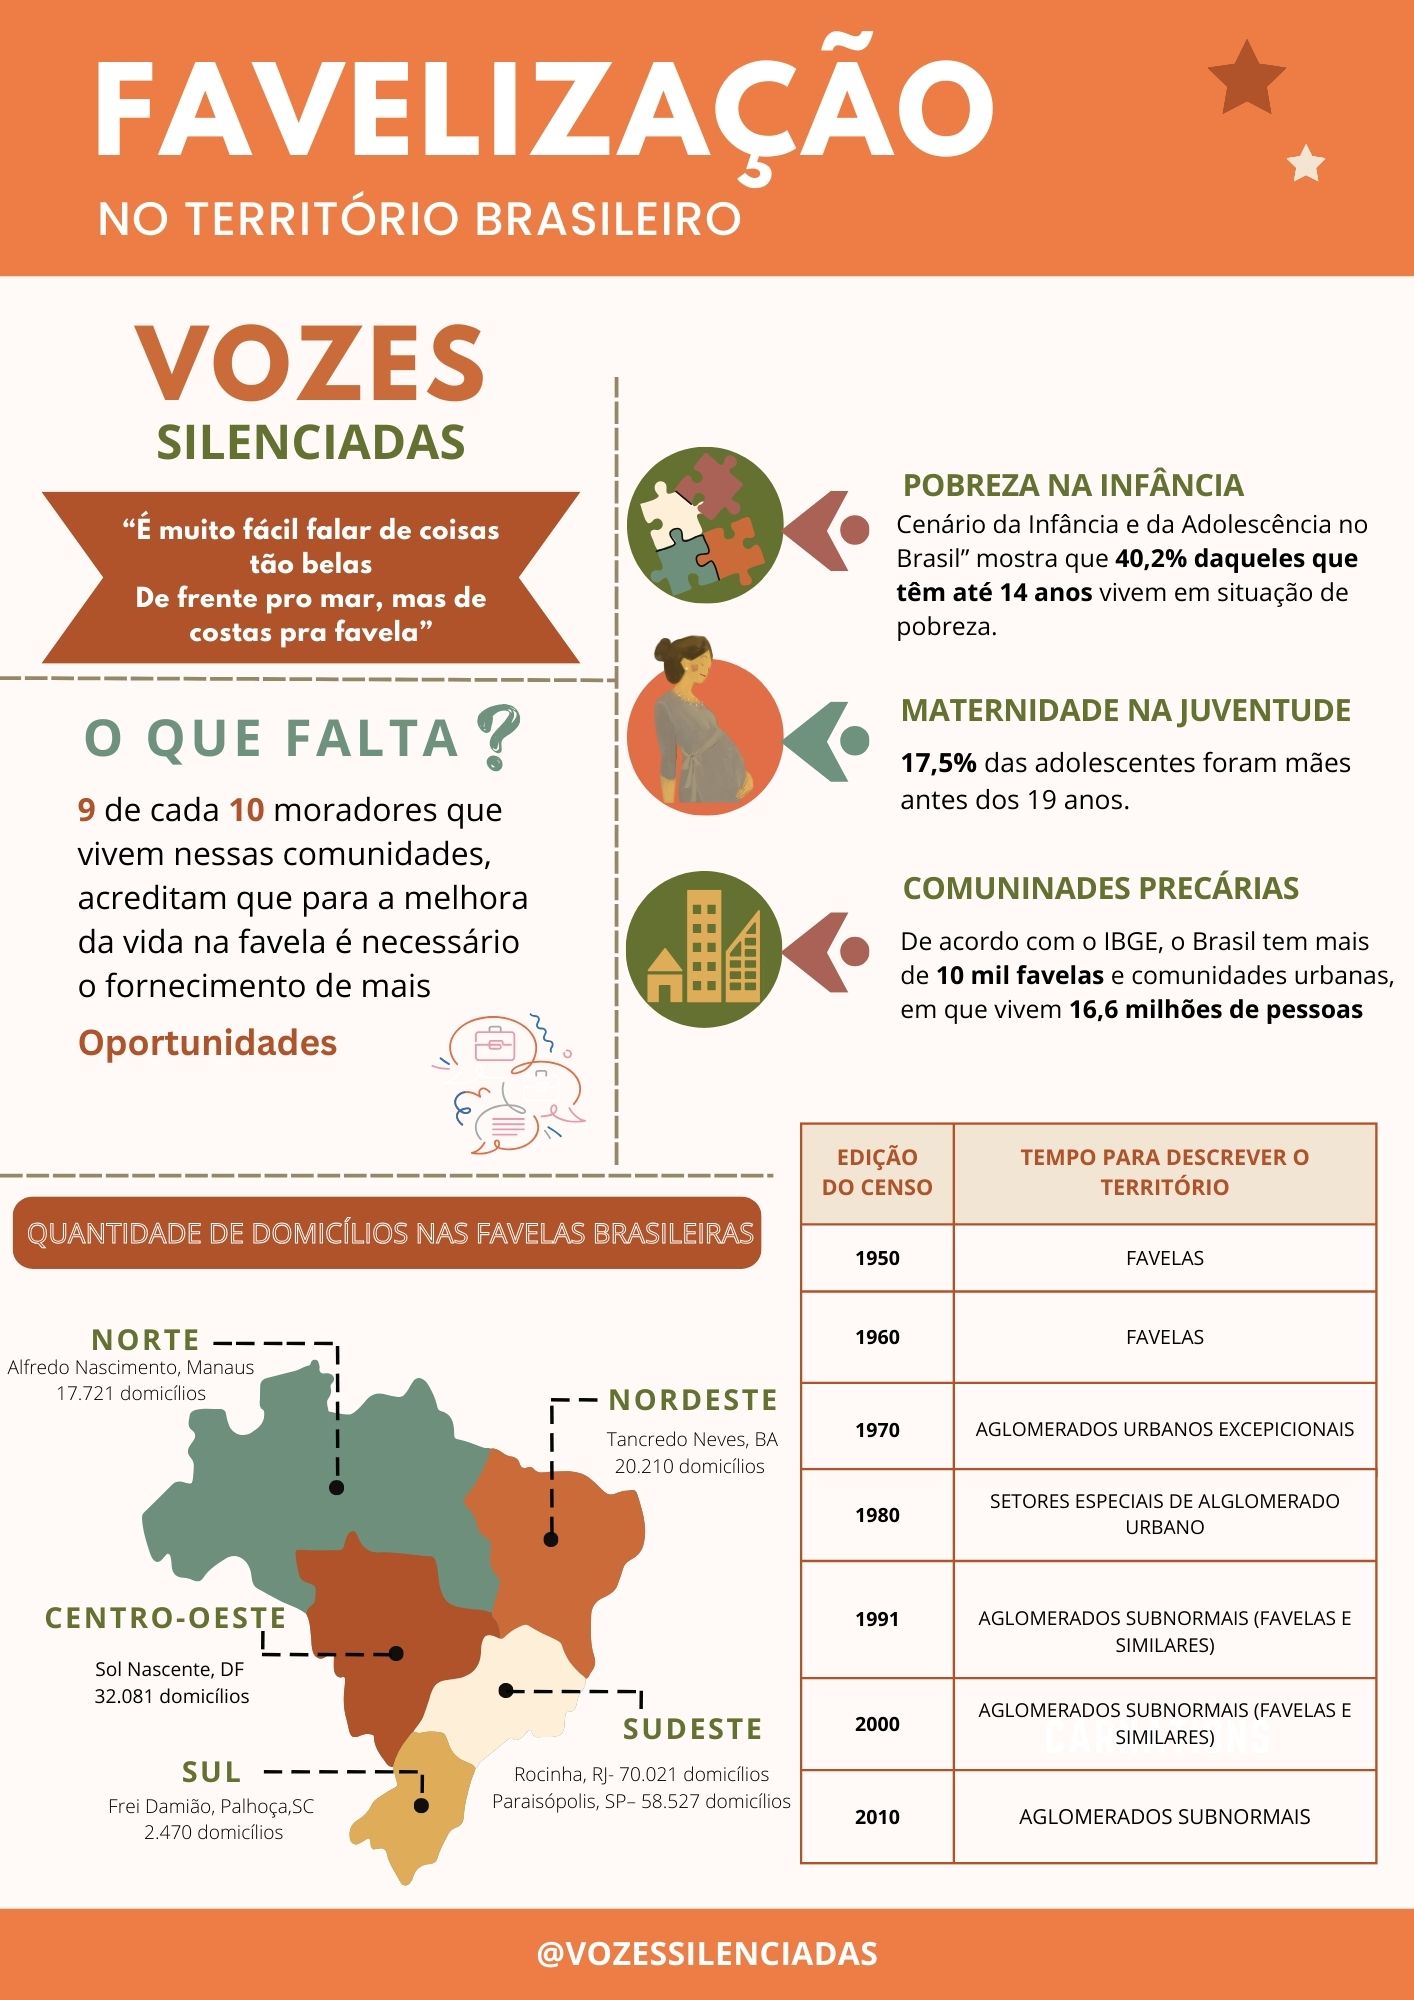 FAVELIZAÇÃO
NO TERRITÓRIO BRASILEIRO
VOZES
SILENCIADAS
“É muito fácil falar de coisas
tão belas
De frente pro mar, mas de
costas pra favela”
O QUE FALTA?
9 de cada 10 moradores que
vivem nessas comunidades,
acreditam que para a melhora
da vida na favela é necessário
o fornecimento de mais
Oportunidades
POBREZA NA INFÂNCIA
Cenário da Infância e da Adolescência no
Brasil” mostra que 40,2% daqueles que
têm até 14 anos vivem em situação de
pobreza.
MATERNIDADE NA JUVENTUDE
17,5% das adolescentes foram mães
antes dos 19 anos.
COMUNINADES PRECÁRIAS
De acordo com o IBGE, o Brasil tem mais
de 10 mil favelas e comunidades urbanas,
em que vivem 16,6 milhões de pessoas
QUANTIDADE DE DOMICÍLIOS NAS FAVELAS BRASILEIRAS
NORTE
Alfredo Nascimento, Manaus
17.721 domicílios
NORDESTE
Tancredo Neves, BA
20.210 domicílios
CENTRO-OESTE
Sol Nascente, DF
32.081 domicílios
SUDESTE
Rocinha, RJ- 70.021 domicílios
Paraisópolis, SP– 58.527 domicílios
SUL
Frei Damião, Palhoça,SC
2.470 domicílios
EDIÇÃO
DO CENSO
TEMPO PARA DESCREVER O
TERRITÓRIO
1950
FAVELAS
1960
FAVELAS
1970
AGLOMERADOS URBANOS EXCEPICIONAIS
1980
SETORES ESPECIAIS DE ALGLOMERADO
URBANO
1991
AGLOMERADOS SUBNORMAIS (FAVELAS E
SIMILARES)
2000
AGLOMERADOS SUBNORMAIS (FAVELAS E
SIMILARES)
2010
AGLOMERADOS SUBNORMAIS
@VOZESSILENCIADAS